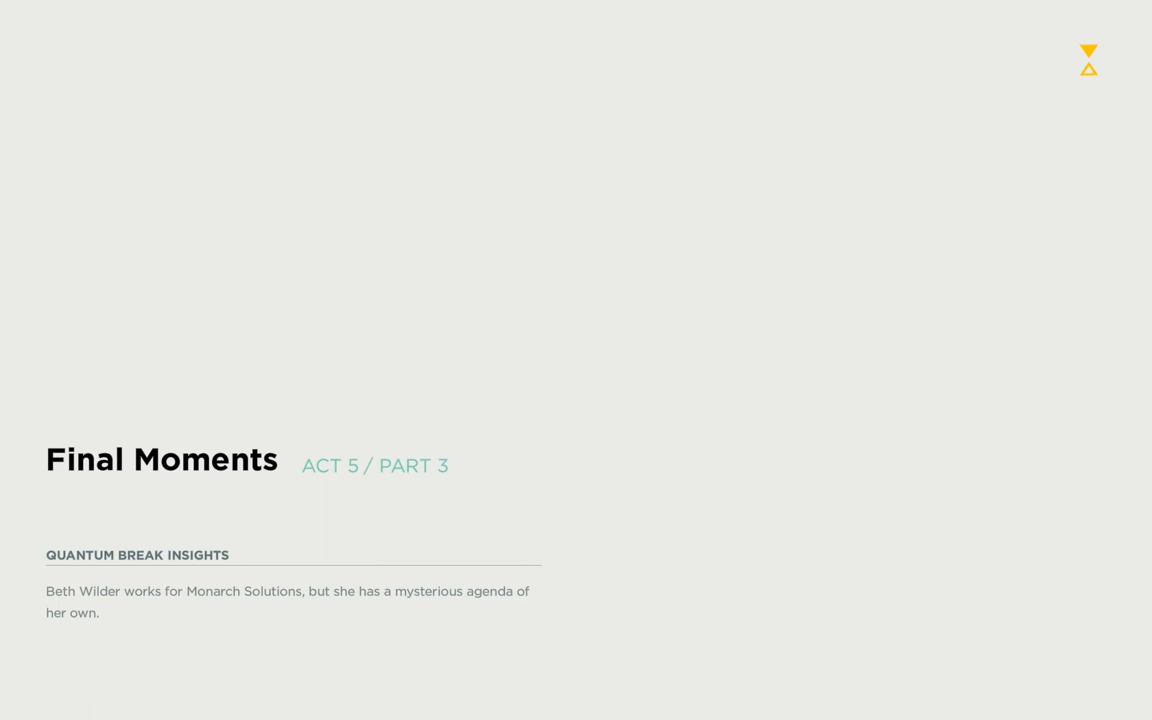 Final Moments ACT 5 / PART 3
QUANTUM BREAK INSIGHTS
Beth Wilder works for Monarch Solutions, but she has a mysterious agenda of
her own.